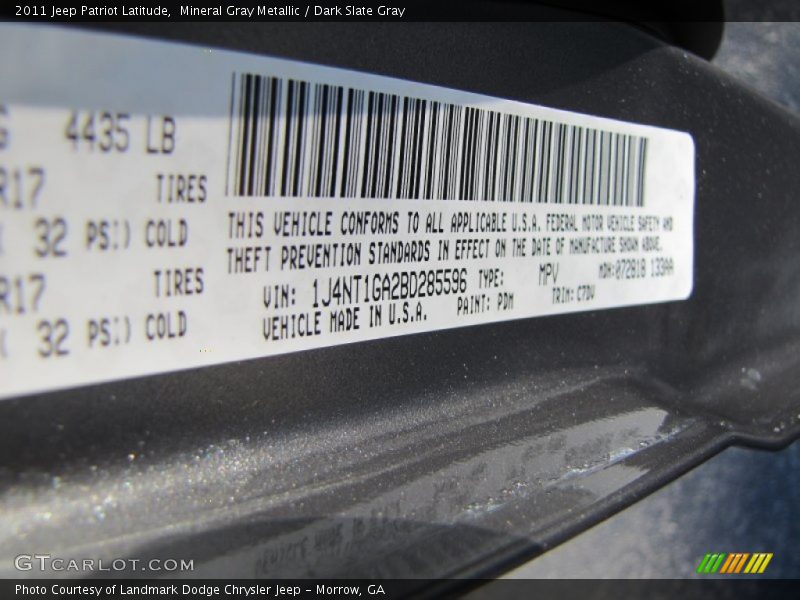 2011 Jeep Patriot Latitude,  Mineral Gray Metallic / Dark Slate Gray
4435 LB
R17 TIRES
32 PSI) COLD
R17 TIRES
32 PSI) COLD
THIS VEHICLE CONFORMS TO ALL APPLICABLE U.S.A. FEDERAL MOTOR VEHICLE SAFETY AND
THEFT PREVENTION STANDARDS IN EFFECT ON THE DATE OF MANUFACTURE SHOWN ABOVE.
VIN: 1J4NT1GA2BD285596 TYPE: MPV MDH:072818 133AA
VEHICLE MADE IN U.S.A. PAINT: PDM TRIM:C7DV
GTCARLOT.COM
Photo Courtesy of Landmark Dodge Chrysler Jeep - Morrow, GA